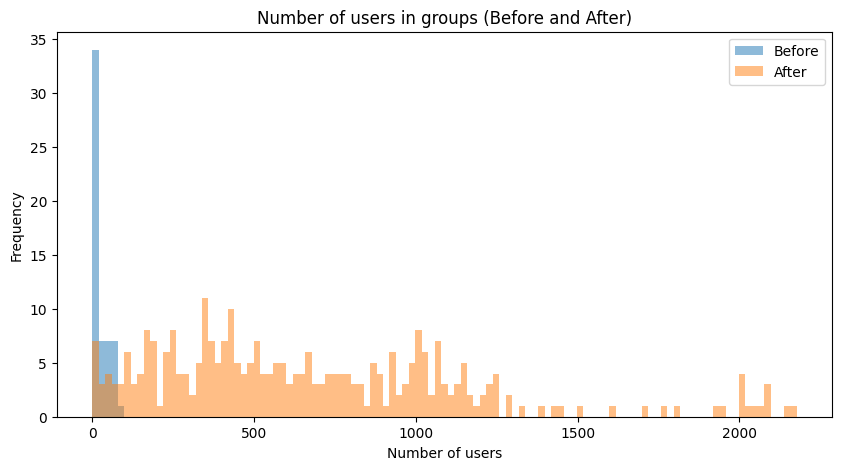 Number of users in groups (Before and After)
Before
After
Frequency
35
30
25
20
15
10
5
0
0 500 1000 1500 2000
Number of users